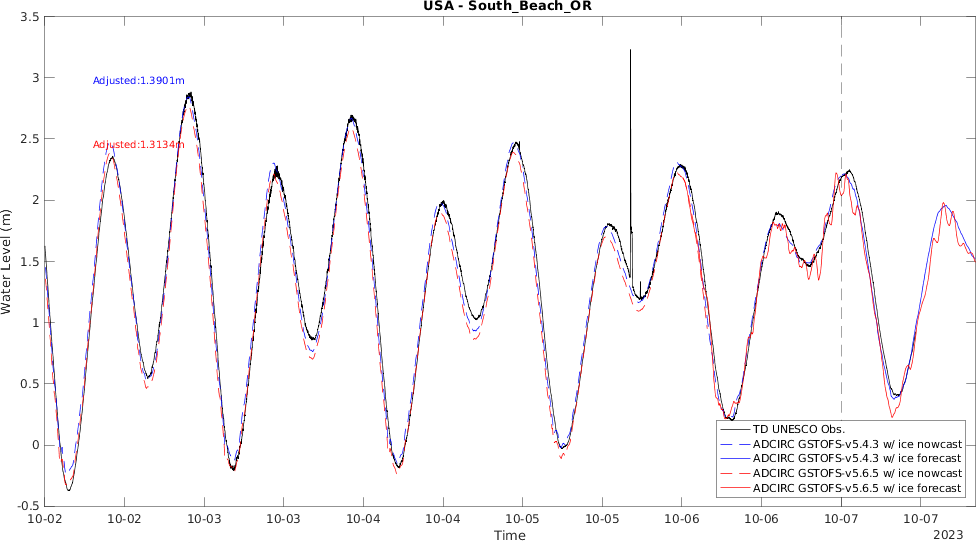 USA - South_Beach_OR
3.5
3
2.5
2
1.5
1
0.5
0
-0.5
Water Level (m)
Adjusted:1.3901m
Adjusted:1.3134m
TD UNESCO Obs.
ADCIRC GSTOFS-v5.4.3 w/ ice nowcast
ADCIRC GSTOFS-v5.4.3 w/ ice forecast
ADCIRC GSTOFS-v5.6.5 w/ ice nowcast
ADCIRC GSTOFS-v5.6.5 w/ ice forecast
10-02 10-02 10-03 10-03 10-04 10-04 10-05 10-05 10-06 10-06 10-07 10-07
Time
2023